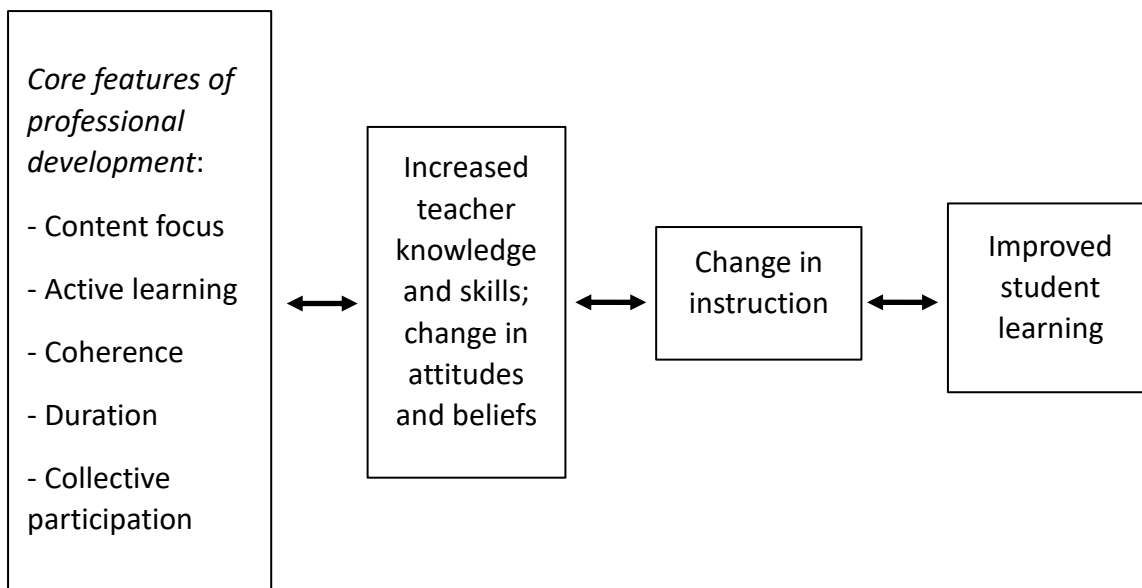 Core features of
professional
development:
- Content focus
- Active learning
- Coherence
- Duration
- Collective
participation
Increased
teacher
knowledge
and skills;
change in
attitudes
and beliefs
Change in
instruction
Improved
student
learning